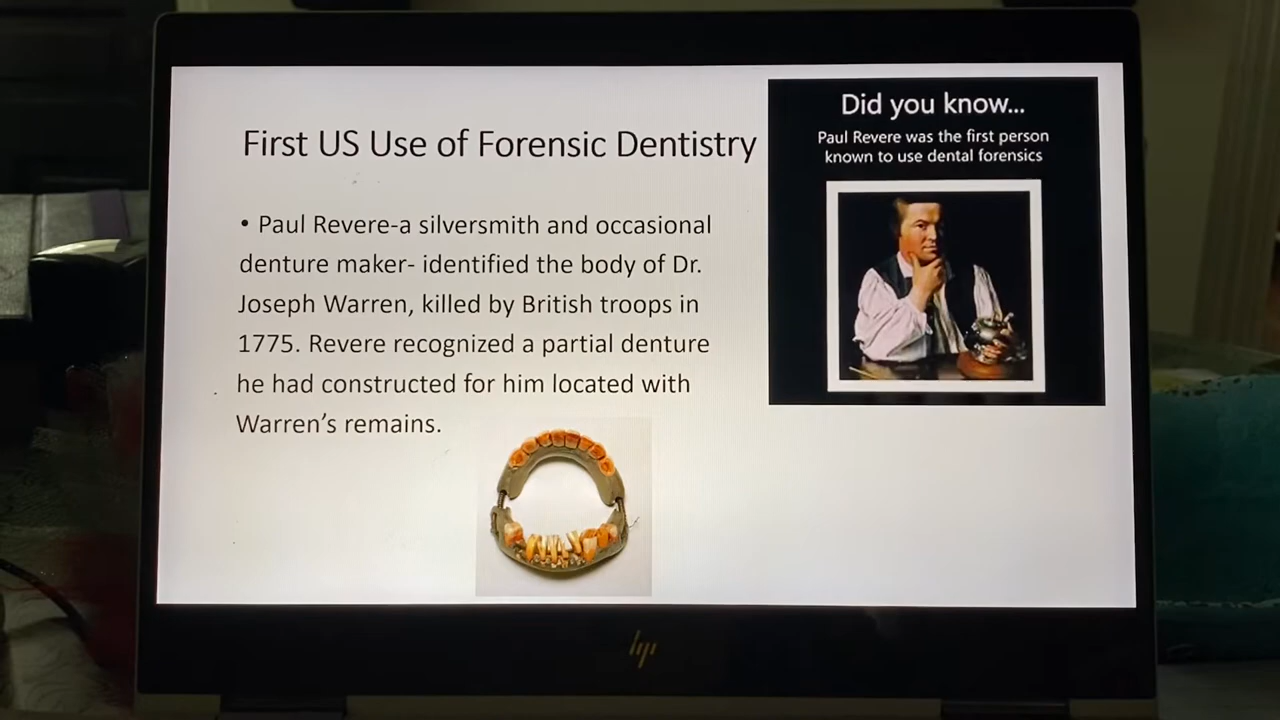 First US Use of Forensic Dentistry
• Paul Revere-a silversmith and occasional
denture maker- identified the body of Dr.
Joseph Warren, killed by British troops in
1775. Revere recognized a partial denture
he had constructed for him located with
Warren’s remains.
Did you know...
Paul Revere was the first person
known to use dental forensics
hp